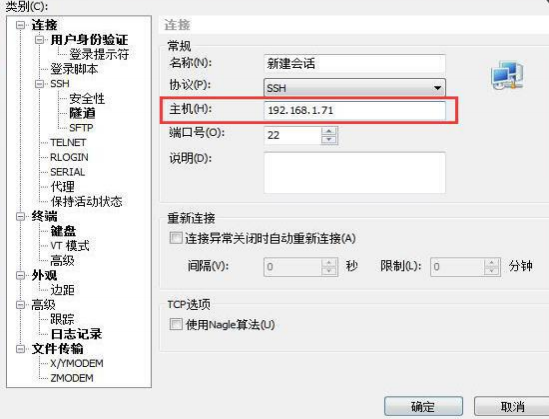 类别(C):
连接
用户身份验证
登录提示符
登录脚本
SSH
安全性
隧道
SFTP
TELNET
RLOGIN
SERIAL
代理
保持活动状态
终端
键盘
VT 模式
高级
外观
边距
高级
跟踪
日志记录
文件传输
X/YMODEM
ZMODEM
连接
常规
名称(N): 新建会话
协议(P): SSH
主机(H): 192.168.1.71
端口号(O): 22
说明(D):
重新连接
连接异常关闭时自动重新连接(A)
间隔(V): 0 秒 限制(L): 0 分钟
TCP选项
使用Nagle算法(U)
确定 取消